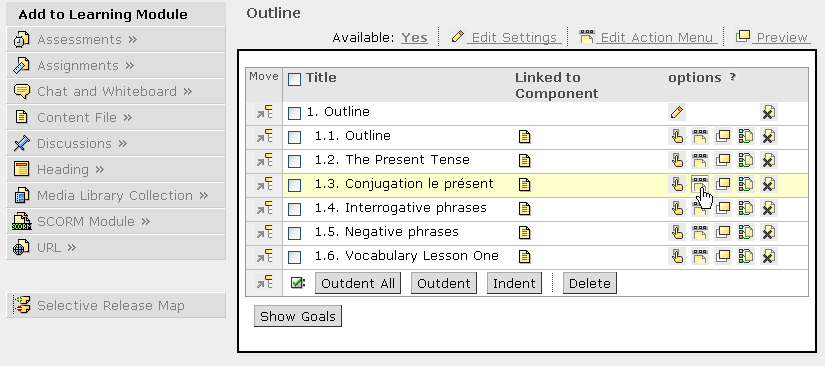 Add to Learning Module
Assessments »
Assignments »
Chat and Whiteboard »
Content File »
Discussions »
Heading »
Media Library Collection »
SCORM Module »
URL »
Selective Release Map
Outline
Available: Yes Edit Settings Edit Action Menu Preview
Move Title Linked to Component options ?
1. Outline
1.1. Outline
1.2. The Present Tense
1.3. Conjugation le présent
1.4. Interrogative phrases
1.5. Negative phrases
1.6. Vocabulary Lesson One
Outdent All Outdent Indent Delete
Show Goals